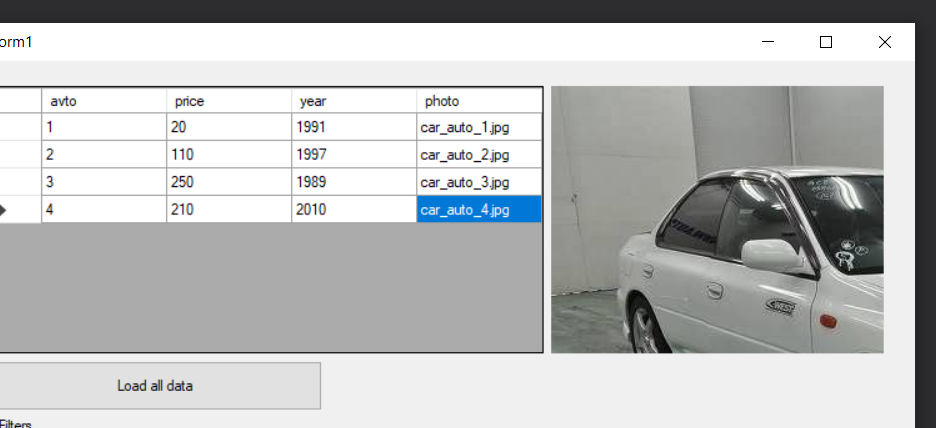 orm1
avto price year photo
1 20 1991 car_auto_1.jpg
2 110 1997 car_auto_2.jpg
3 250 1989 car_auto_3.jpg
4 210 2010 car_auto_4.jpg
WEST
Load all data
Filters